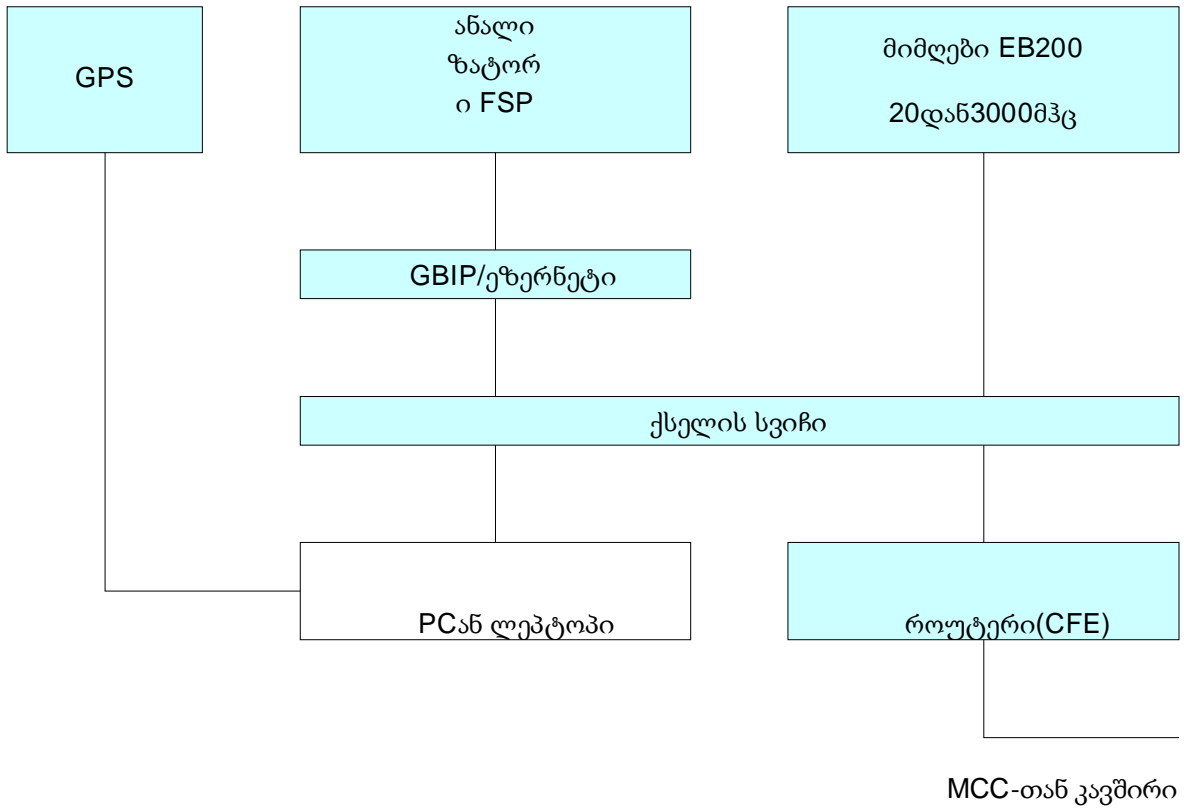 GPS
ანალი
ზატორ
ი FSP
მიმღები EB200
20დან3000მჰც
GBIP/ეზერნეტი
ქსელის სვიჩი
PCან ლეპტოპი
როუტერი(CFE)
MCC-თან კავშირი